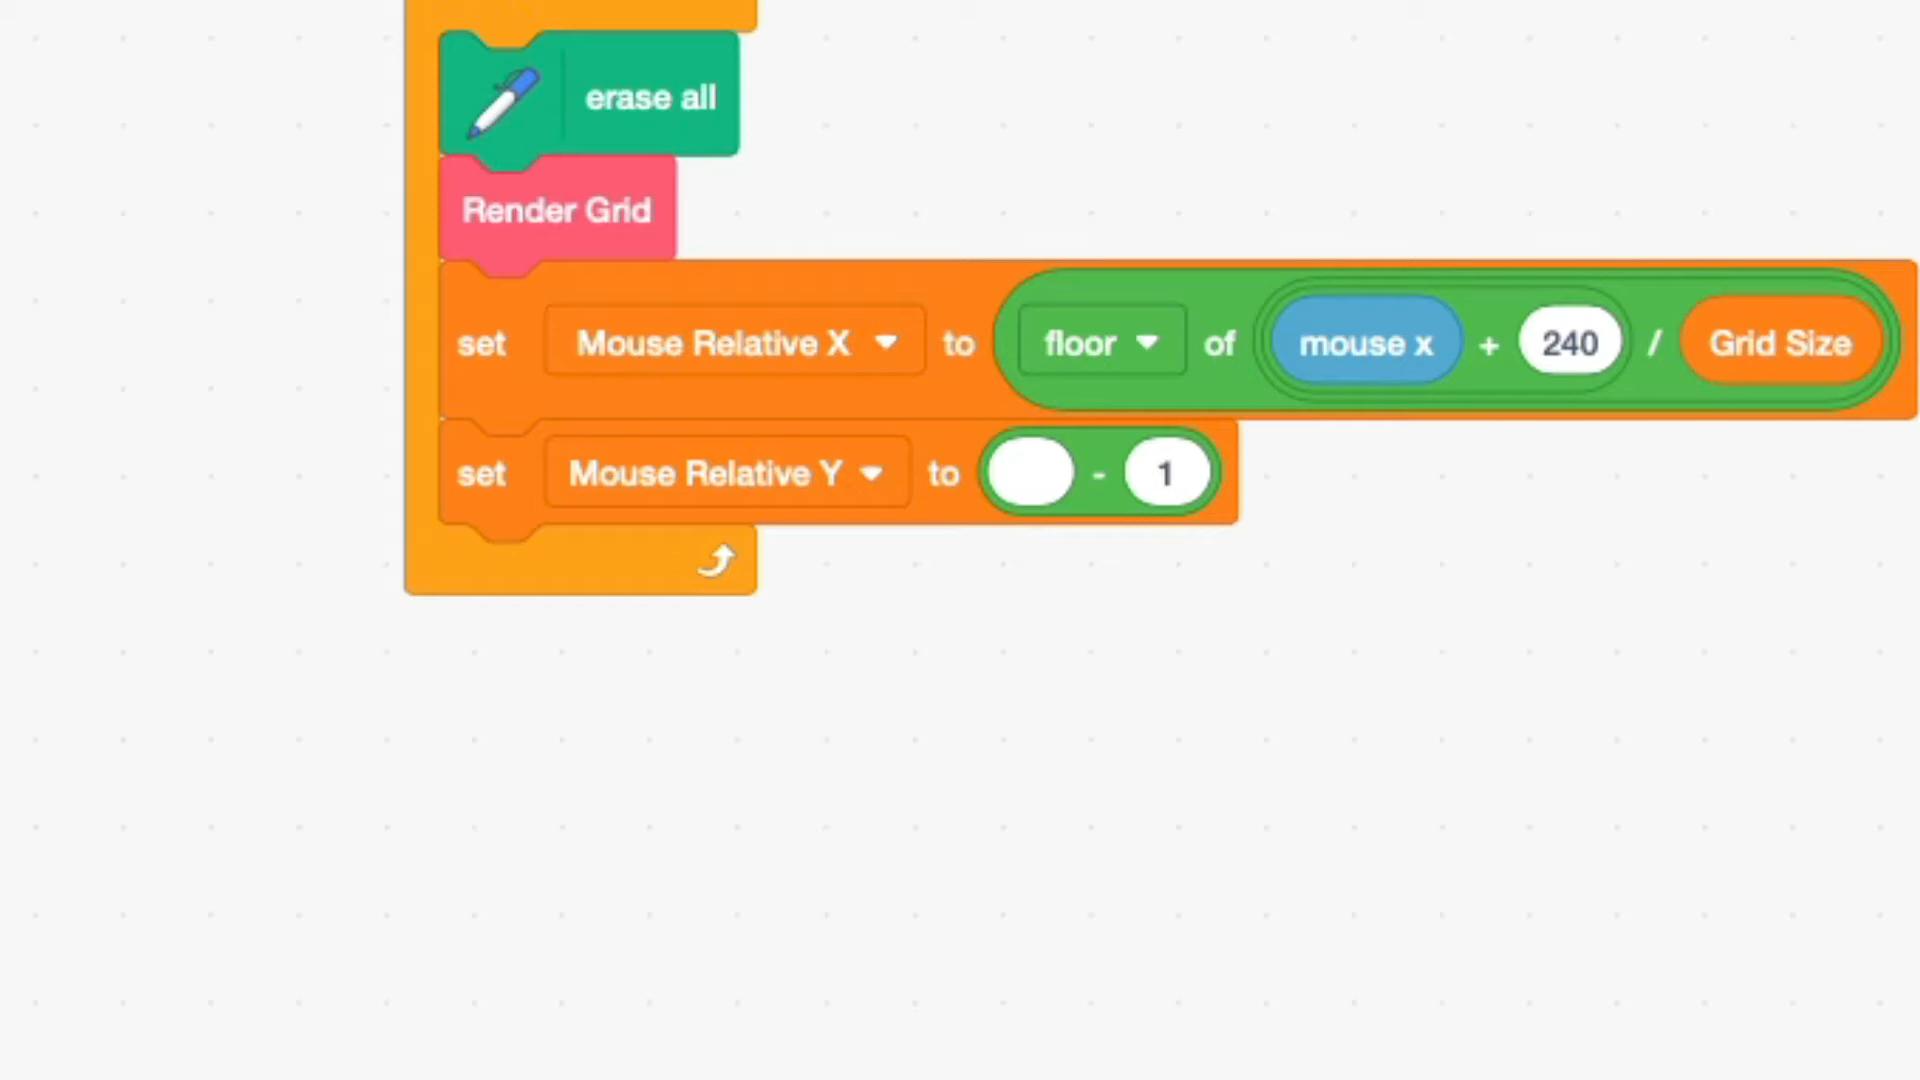 erase all
Render Grid
set Mouse Relative X to floor of mouse x + 240 / Grid Size
set Mouse Relative Y to - 1